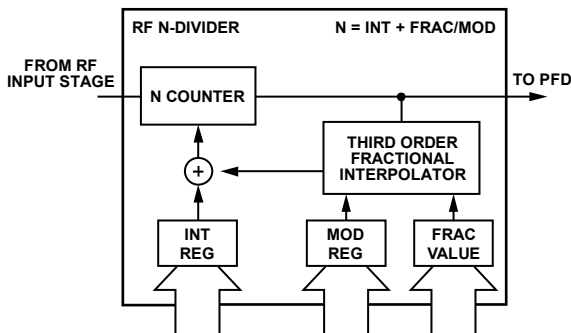 RF N-DIVIDER
N = INT + FRAC/MOD
FROM RF
INPUT STAGE
TO PFD
N COUNTER
THIRD ORDER
FRACTIONAL
INTERPOLATOR
+
INT
REG
MOD
REG
FRAC
VALUE